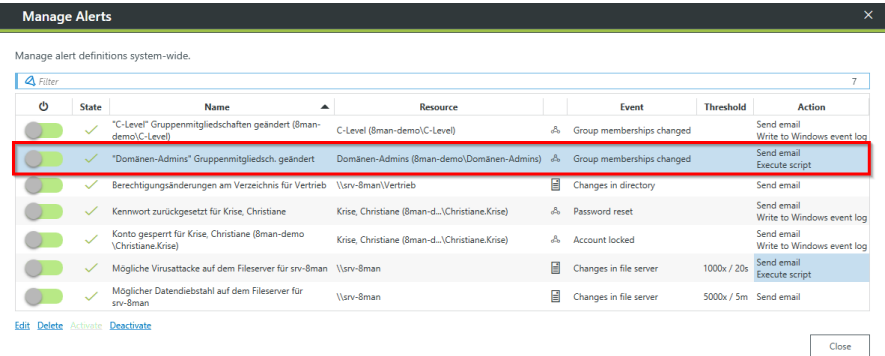 Manage Alerts
Manage alert definitions system-wide.
Filter 7
State Name Resource Event Threshold Action
"C-Level" Gruppenmitgliedschaften geändert (8man-demo\C-Level) C-Level (8man-demo\C-Level) Group memberships changed Send email
Write to Windows event log
"Domänen-Admins" Gruppenmitgliedsch. geändert Domänen-Admins (8man-demo\Domänen-Admins) Group memberships changed Send email
Execute script
Berechtigungsänderungen am Verzeichnis für Vertrieb \\srv-8man\Vertrieb Changes in directory Send email
Kennwort zurückgesetzt für Krise, Christiane Krise, Christiane (8man-d...\Christiane.Krise) Password reset Send email
Write to Windows event log
Konto gesperrt für Krise, Christiane (8man-demo
\Christiane.Krise) Krise, Christiane (8man-d...\Christiane.Krise) Account locked Send email
Write to Windows event log
Mögliche Virusattacke auf dem Fileserver für srv-8man \\srv-8man Changes in file server 1000x / 20s Send email
Execute script
Möglicher Datendiebstahl auf dem Fileserver für
srv-8man \\srv-8man Changes in file server 5000x / 5m Send email
Edit Delete Activate Deactivate
Close